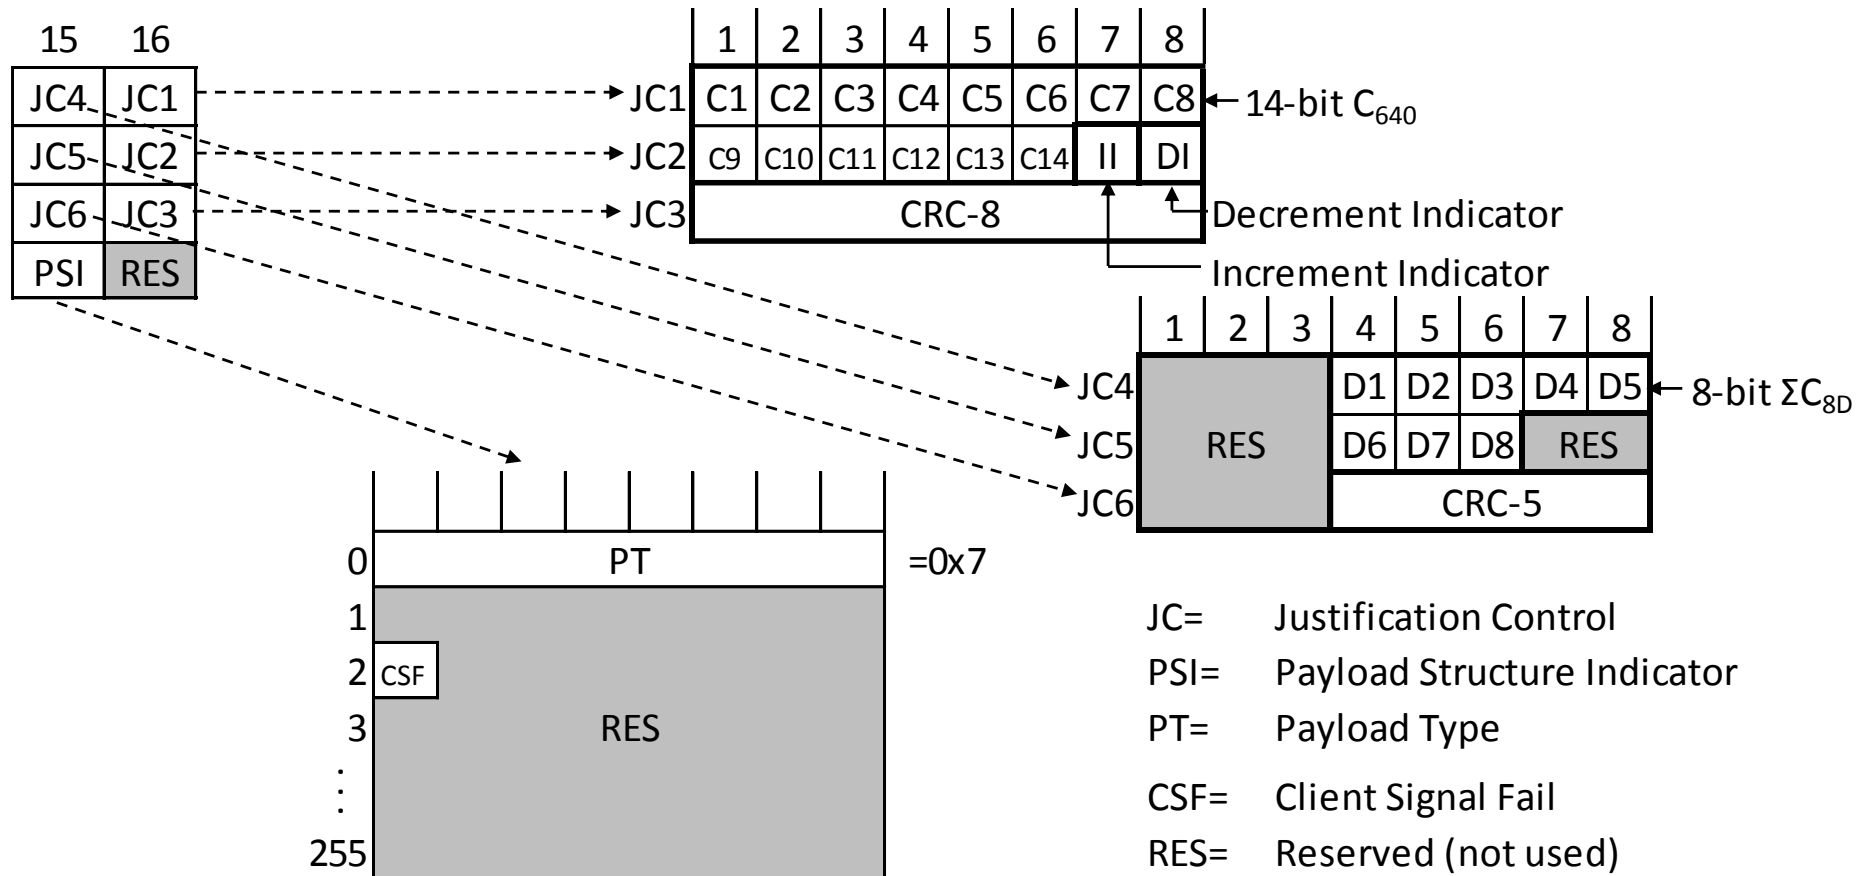 15 16
JC4 JC1
JC5 JC2
JC6 JC3
PSI RES
1 2 3 4 5 6 7 8
JC1 C1 C2 C3 C4 C5 C6 C7 C8 14-bit C640
JC2 C9 C10 C11 C12 C13 C14 II DI
JC3 CRC-8
Decrement Indicator
Increment Indicator
1 2 3 4 5 6 7 8
JC4 D1 D2 D3 D4 D5 8-bit ΣC8D
JC5 RES D6 D7 D8 RES
JC6 CRC-5
0 PT =0x7
1
2 CSF
3 RES
255
JC= Justification Control
PSI= Payload Structure Indicator
PT= Payload Type
CSF= Client Signal Fail
RES= Reserved (not used)